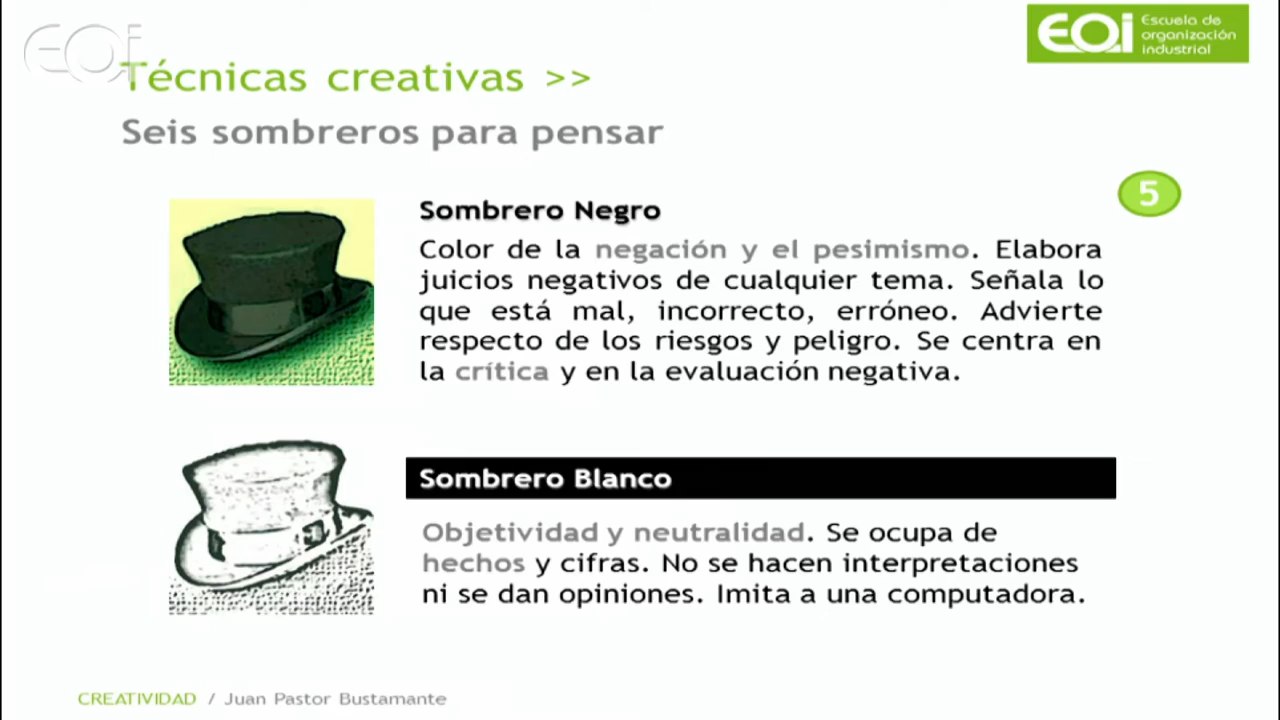 eoi
eoi
Escuela de
organización
industrial
Técnicas creativas >>
Seis sombreros para pensar
5
Sombrero Negro
Color de la negación y el pesimismo. Elabora
juicios negativos de cualquier tema. Señala lo
que está mal, incorrecto, erróneo. Advierte
respecto de los riesgos y peligro. Se centra en
la crítica y en la evaluación negativa.
Sombrero Blanco
Objetividad y neutralidad. Se ocupa de
hechos y cifras. No se hacen interpretaciones
ni se dan opiniones. Imita a una computadora.
CREATIVIDAD / Juan Pastor Bustamante